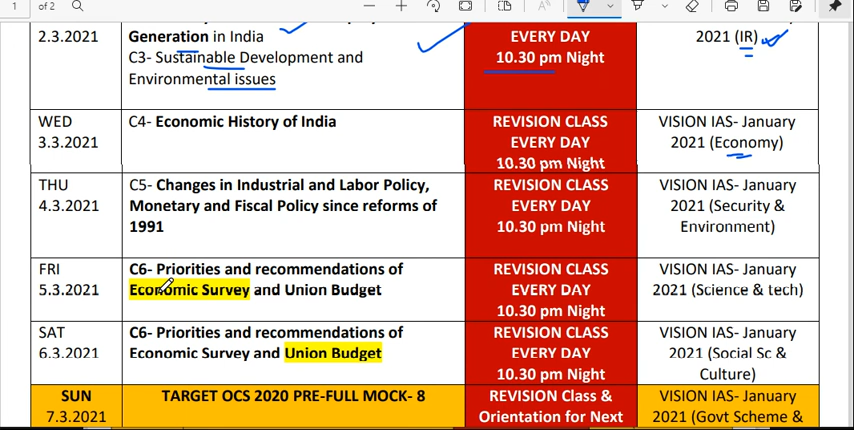 1 of 2
2.3.2021
Generation in India
C3- Sustainable Development and
Environmental issues
EVERY DAY
10.30 pm Night
2021 (IR)
WED
3.3.2021
C4- Economic History of India
REVISION CLASS
EVERY DAY
10.30 pm Night
VISION IAS- January
2021 (Economy)
THU
4.3.2021
C5- Changes in Industrial and Labor Policy,
Monetary and Fiscal Policy since reforms of
1991
REVISION CLASS
EVERY DAY
10.30 pm Night
VISION IAS- January
2021 (Security &
Environment)
FRI
5.3.2021
C6- Priorities and recommendations of
Economic Survey and Union Budget
REVISION CLASS
EVERY DAY
10.30 pm Night
VISION IAS- January
2021 (Science & tech)
SAT
6.3.2021
C6- Priorities and recommendations of
Economic Survey and Union Budget
REVISION CLASS
EVERY DAY
10.30 pm Night
VISION IAS- January
2021 (Social Sc &
Culture)
SUN
7.3.2021
TARGET OCS 2020 PRE-FULL MOCK- 8
REVISION Class &
Orientation for Next
VISION IAS- January
2021 (Govt Scheme &